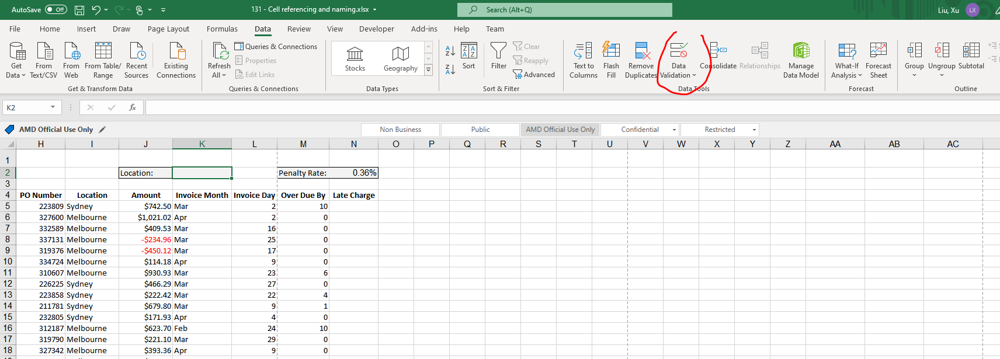 AutoSave Off 131 - Cell referencing and naming.xlsx Search (Alt+Q) Liu, Xu LX
File Home Insert Draw Page Layout Formulas Data Review View Developer Add-ins Help Team
Get Data From Text/CSV From Web From Table/ Range Recent Sources Existing Connections Refresh All Queries & Connections Properties Edit Links Stocks Geography Sort Filter Clear Reapply Advanced Text to Columns Flash Fill Remove Duplicates Data Validation Consolidate Relationships Manage Data Model What-If Analysis Forecast Sheet Group Ungroup Subtotal
Get & Transform Data Queries & Connections Data Types Sort & Filter Data Tools Forecast Outline
K2 fx
AMD Official Use Only Non Business Public AMD Official Use Only Confidential Restricted
H I J K L M N O P Q R S T U V W X Y Z AA AB AC
1
2 Location: Penalty Rate: 0.36%
3
4 PO Number Location Amount Invoice Month Invoice Day Over Due By Late Charge
5 223809 Sydney $742.50 Mar 2 10
6 327600 Melbourne $1,021.02 Apr 2 0
7 332589 Melbourne $409.53 Mar 16 0
8 337131 Melbourne -$234.96 Mar 25 0
9 319376 Melbourne -$450.12 Mar 17 0
10 334724 Melbourne $114.18 Apr 9 0
11 310607 Melbourne $930.93 Mar 23 6
12 226225 Sydney $466.29 Mar 27 0
13 223858 Sydney $222.42 Mar 22 4
14 211781 Sydney $679.80 Mar 9 1
15 232805 Sydney $171.93 Apr 4 0
16 312187 Melbourne $623.70 Feb 24 10
17 319790 Melbourne $221.10 Mar 29 0
18 327342 Melbourne $393.36 Apr 9 0